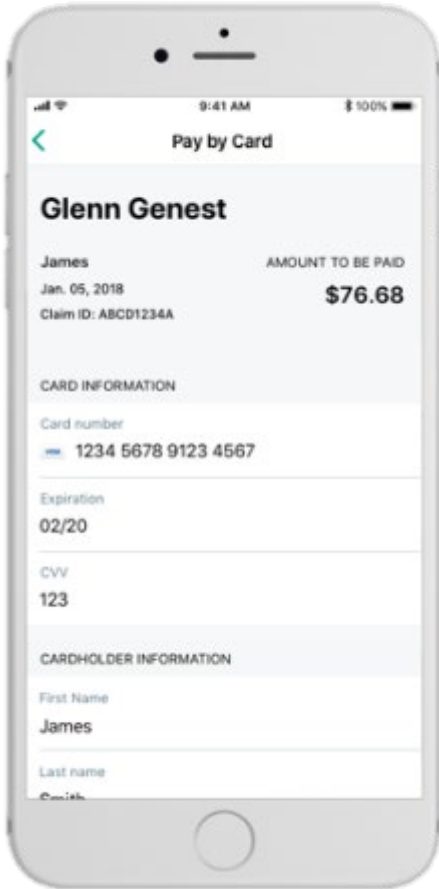 9:41 AM
100%
Pay by Card
Glenn Genest
James
AMOUNT TO BE PAID
Jan. 05, 2018
$76.68
Claim ID: ABCD1234A
CARD INFORMATION
Card number
VISA 1234 5678 9123 4567
Expiration
02/20
CVV
123
CARDHOLDER INFORMATION
First Name
James
Last name
Smith